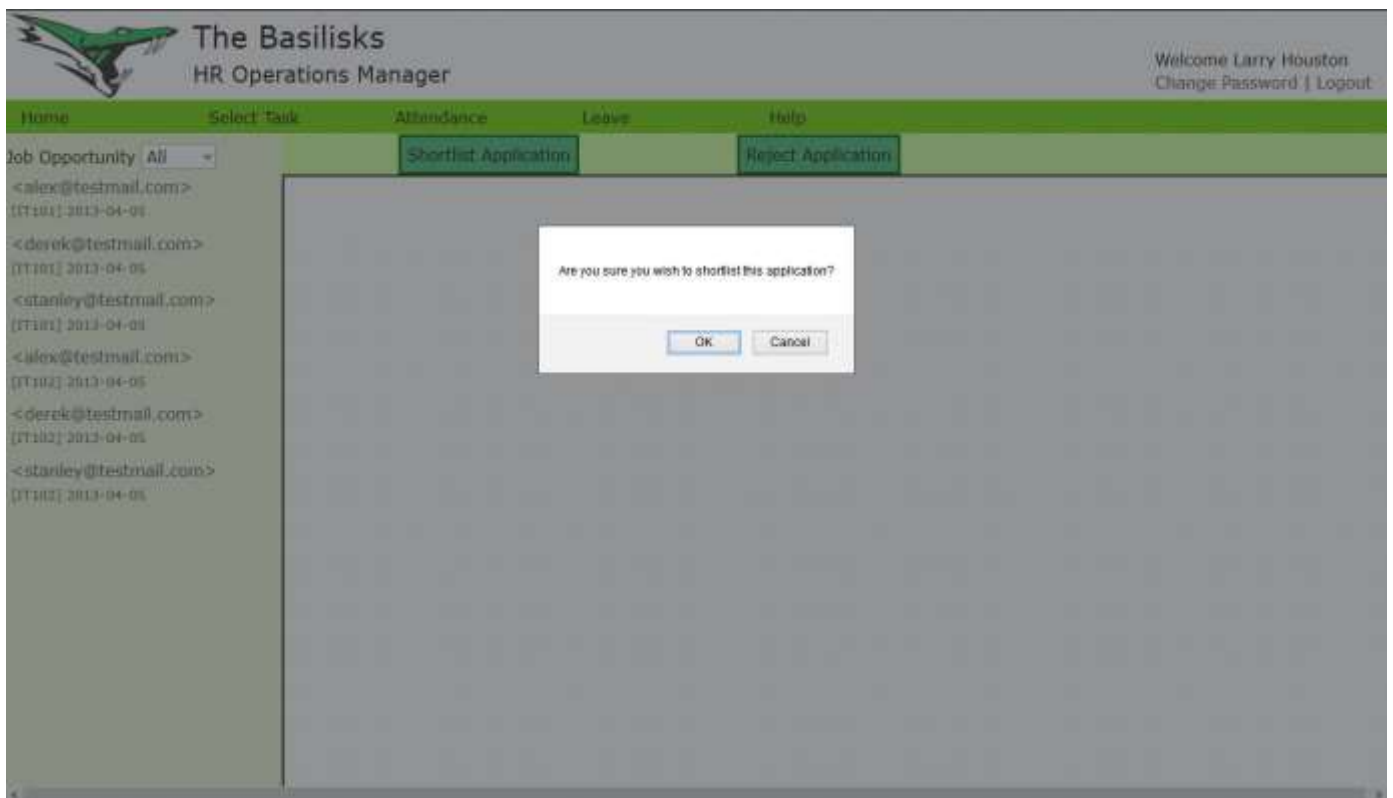 The Basilisks
HR Operations Manager
Welcome Larry Houston
Change Password | Logout
Home Select Task Attendance Leave Help
Job Opportunity All
Shortlist Application Reject Application
<alex@testmail.com>
[IT101] 2013-04-05
<derek@testmail.com>
[IT101] 2013-04-05
<stanley@testmail.com>
[IT101] 2013-04-05
<alex@testmail.com>
[IT102] 2013-04-05
<derek@testmail.com>
[IT102] 2013-04-05
<stanley@testmail.com>
[IT102] 2013-04-05
Are you sure you wish to shortlist this application?
OK Cancel